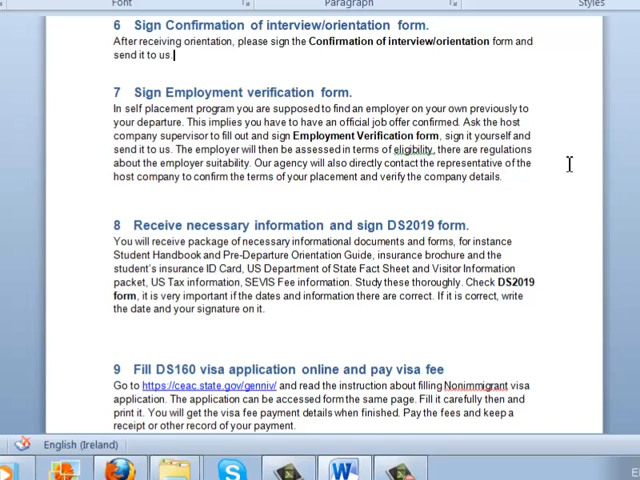 Font
Paragraph
Styles
6 Sign Confirmation of interview/orientation form.
After receiving orientation, please sign the Confirmation of interview/orientation form and
send it to us.
7 Sign Employment verification form.
In self placement program you are supposed to find an employer on your own previously to
your departure. This implies you have to have an official job offer confirmed. Ask the host
company supervisor to fill out and sign Employment Verification form, sign it yourself and
send it to us. The employer will then be assessed in terms of eligibility, there are regulations
about the employer suitability. Our agency will also directly contact the representative of the
host company to confirm the terms of your placement and verify the company details.
8 Receive necessary information and sign DS2019 form.
You will receive package of necessary informational documents and forms, for instance
Student Handbook and Pre-Departure Orientation Guide, insurance brochure and the
student's insurance ID Card, US Department of State Fact Sheet and Visitor Information
packet, US Tax information, SEVIS Fee information. Study these thoroughly. Check DS2019
form, it is very important if the dates and information there are correct. If it is correct, write
the date and your signature on it.
9 Fill DS160 visa application online and pay visa fee
Go to https://ceac.state.gov/genniv/ and read the instruction about filling Nonimmigrant visa
application. The application can be accessed form the same page. Fill it carefully then and
print it. You will get the visa fee payment details when finished. Pay the fees and keep a
receipt or other record of your payment.
English (Ireland)